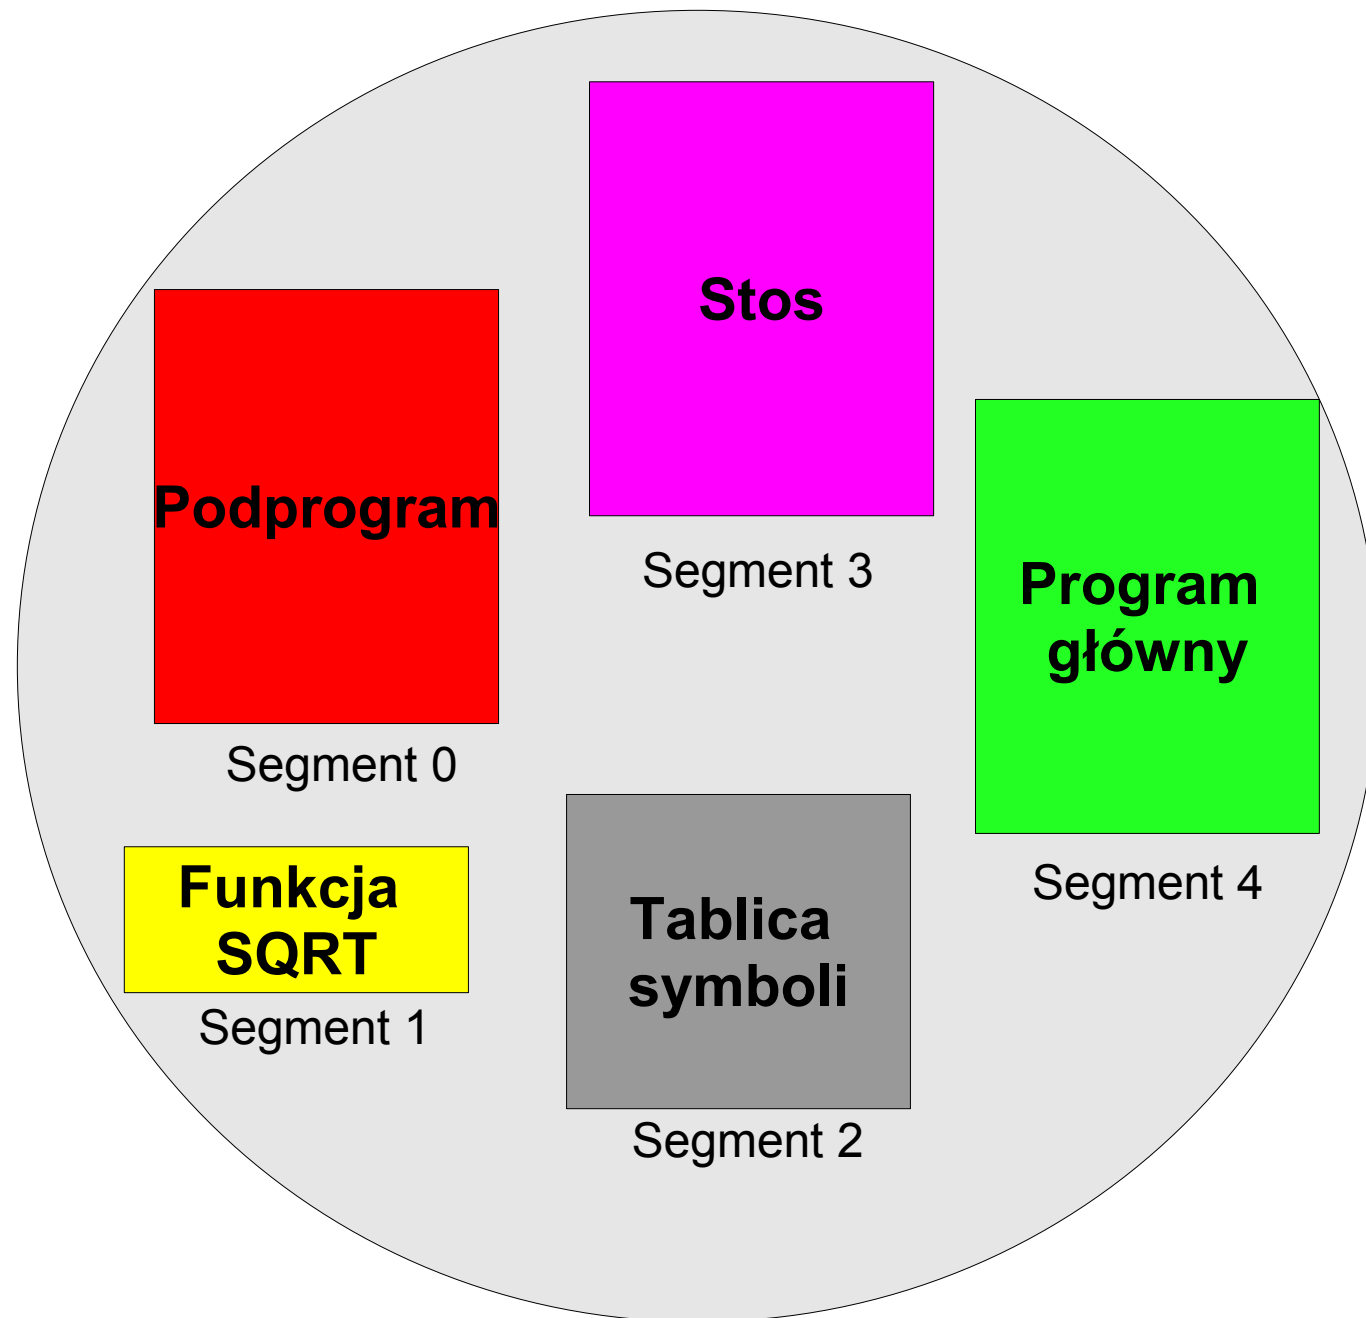 Stos
Segment 3
Podprogram
Segment 0
Program
główny
Segment 4
Funkcja
SQRT
Segment 1
Tablica
symboli
Segment 2